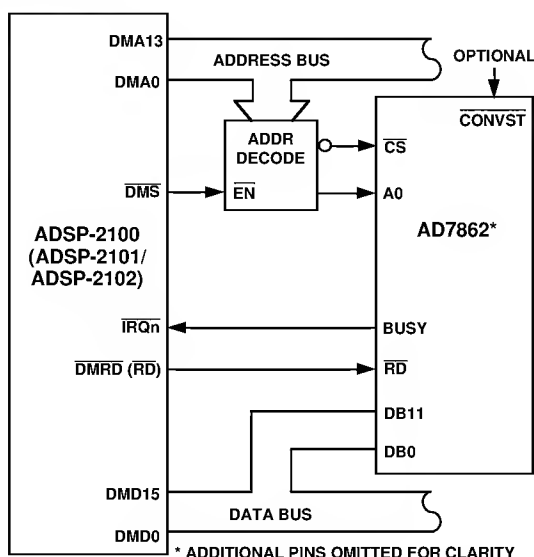 DMA13
ADDRESS BUS
OPTIONAL
DMA0
CONVST
ADDR
DECODE
CS
DMS
EN
A0
ADSP-2100
(ADSP-2101/
ADSP-2102)
AD7862*
IRQn
BUSY
DMRD (RD)
RD
DB11
DB0
DMD15
DATA BUS
DMD0
* ADDITIONAL PINS OMITTED FOR CLARITY